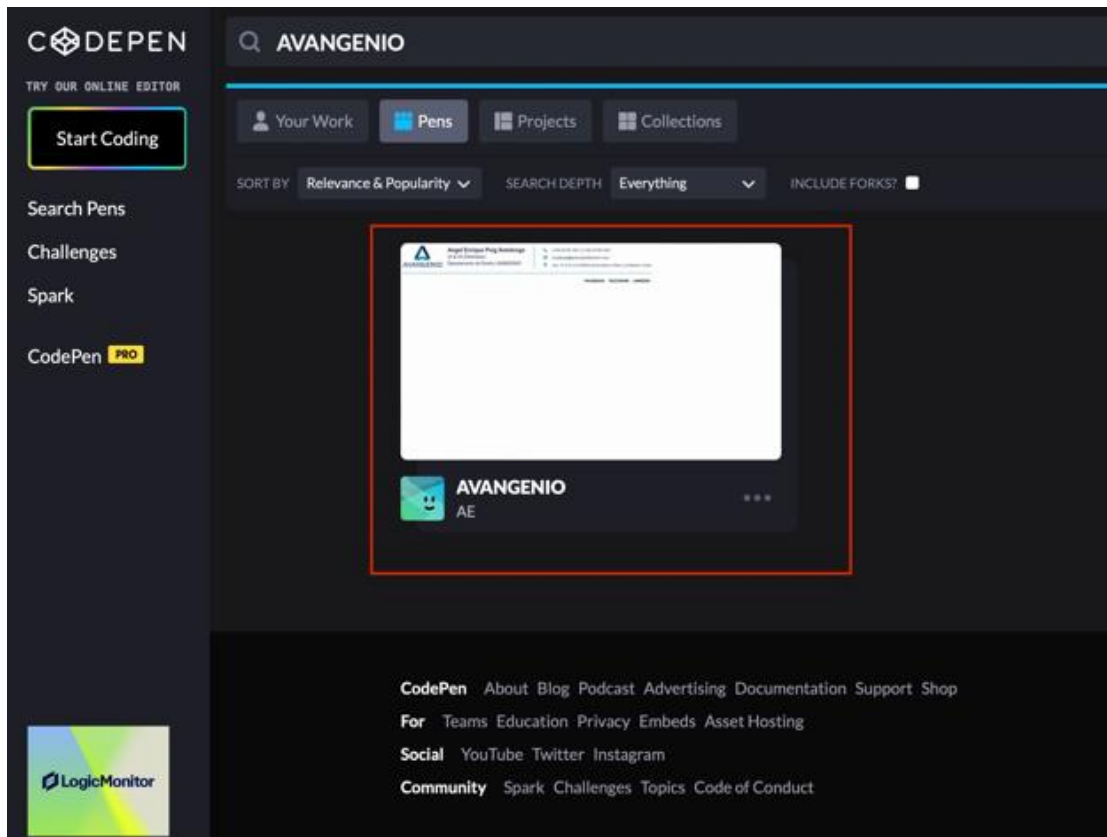 CODEPEN
AVANGENIO
TRY OUR ONLINE EDITOR
Start Coding
Your Work
Pens
Projects
Collections
SORT BY Relevance & Popularity SEARCH DEPTH Everything INCLUDE FORKS?
Search Pens
Challenges
Spark
CodePen PRO
AVANGENIO
AVANGENIO
AE
CodePen About Blog Podcast Advertising Documentation Support Shop
For Teams Education Privacy Embeds Asset Hosting
Social YouTube Twitter Instagram
Community Spark Challenges Topics Code of Conduct
LogicMonitor